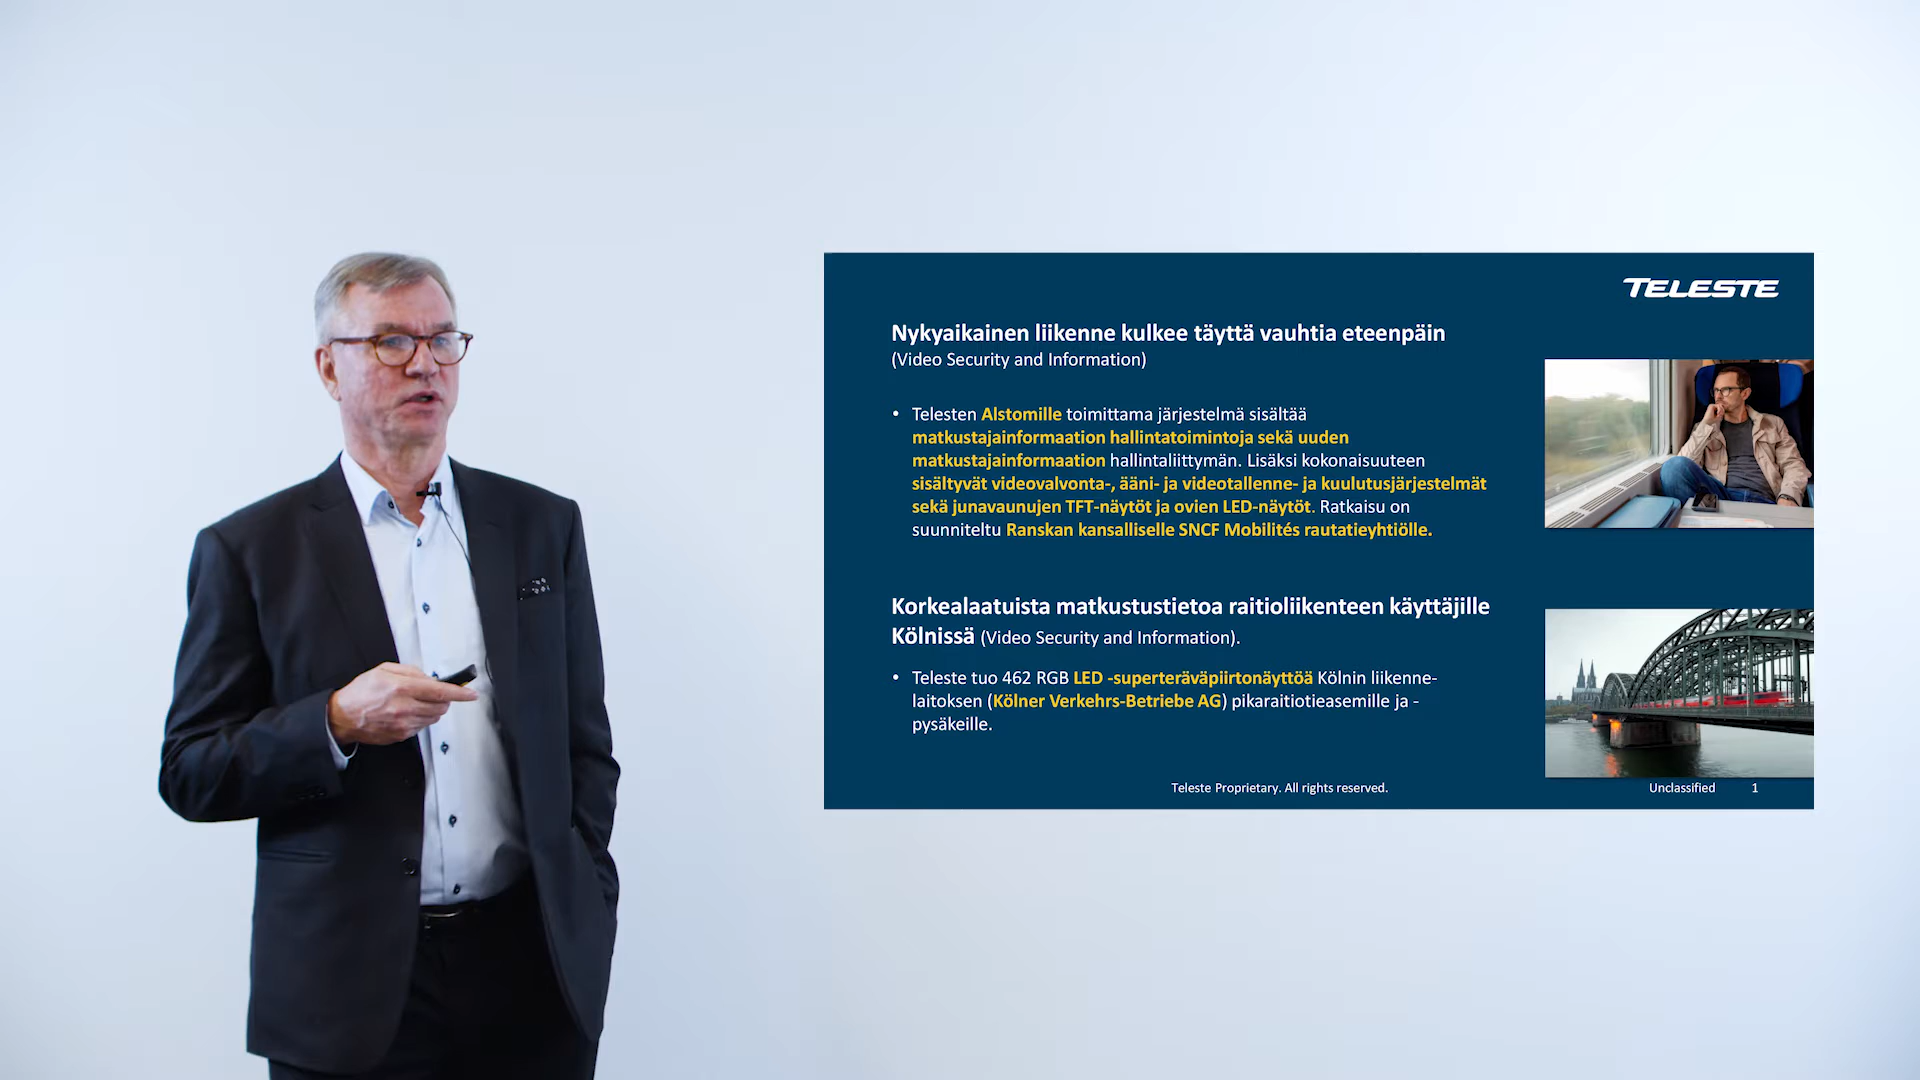 TELESTE
Nykyaikainen liikenne kulkee täyttä vauhtia eteenpäin
(Video Security and Information)
• Telesten Alstomille toimittama järjestelmä sisältää
matkustajainformaation hallintatoimintoja sekä uuden
matkustajainformaation hallintaliittymän. Lisäksi kokonaisuuteen
sisältyvät videovalvonta-, ääni- ja videotallenne- ja kuulutusjärjestelmät
sekä junavaunujen TFT-näytöt ja ovien LED-näytöt. Ratkaisu on
suunniteltu Ranskan kansalliselle SNCF Mobilités rautatieyhtiölle.
Korkealaatuista matkustustietoa raitioliikenteen käyttäjille
Kölnissä (Video Security and Information).
• Teleste tuo 462 RGB LED -superteräväpiirtonäyttöä Kölnin liikenne-
laitoksen (Kölner Verkehrs-Betriebe AG) pikaraitiotieasemille ja -
pysäkeille.
Teleste Proprietary. All rights reserved.
Unclassified 1